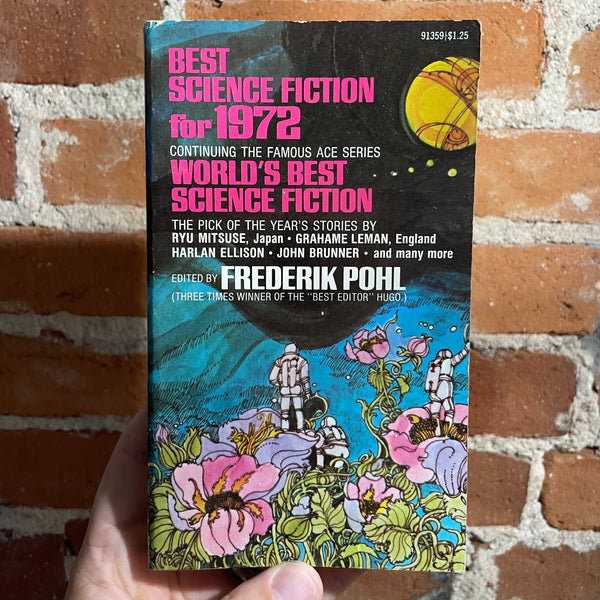 91359|$1.25
BEST
SCIENCE FICTION
for 1972
CONTINUING THE FAMOUS ACE SERIES
WORLD'S BEST
SCIENCE FICTION
THE PICK OF THE YEAR'S STORIES BY
RYU MITSUSE, Japan • GRAHAME LEMAN, England
HARLAN ELLISON • JOHN BRUNNER • and many more
EDITED BY FREDERIK POHL
(THREE TIMES WINNER OF THE "BEST EDITOR" HUGO.)